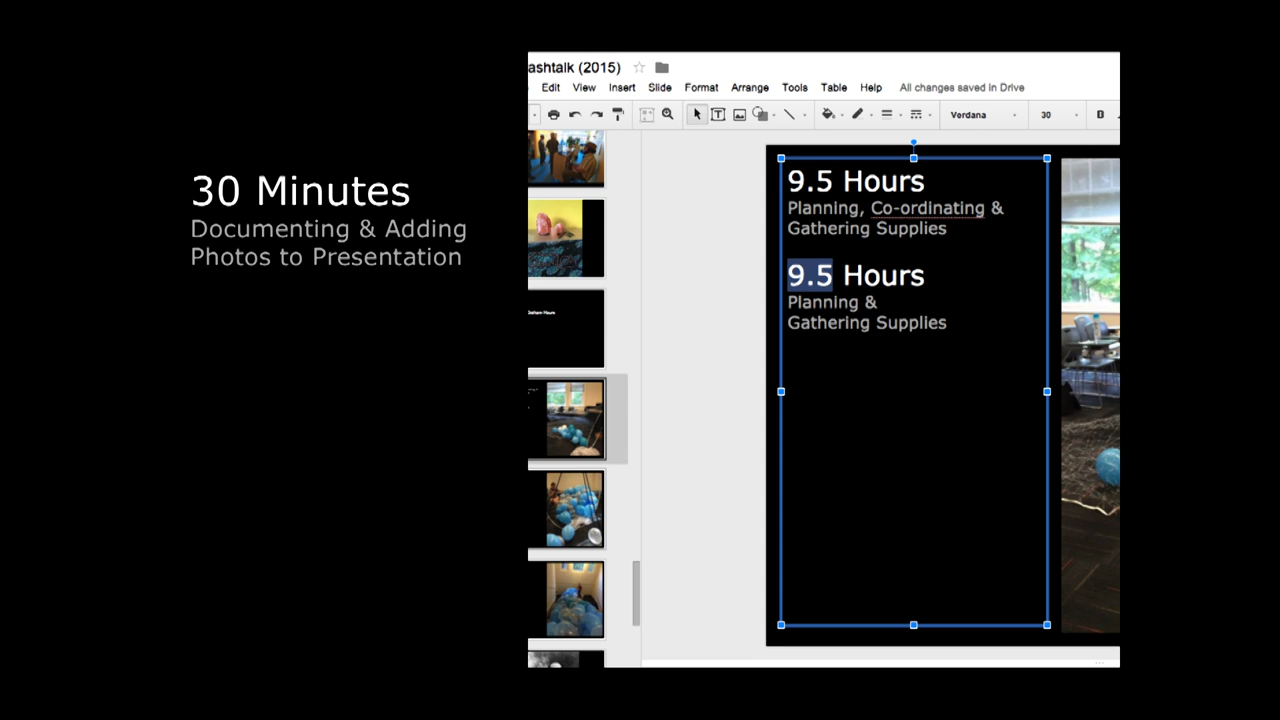 30 Minutes
Documenting & Adding
Photos to Presentation
ashtalk (2015)
Edit View Insert Slide Format Arrange Tools Table Help All changes saved in Drive
Verdana 30 B
9.5 Hours
Planning, Co-ordinating &
Gathering Supplies
9.5 Hours
Planning &
Gathering Supplies
Hours